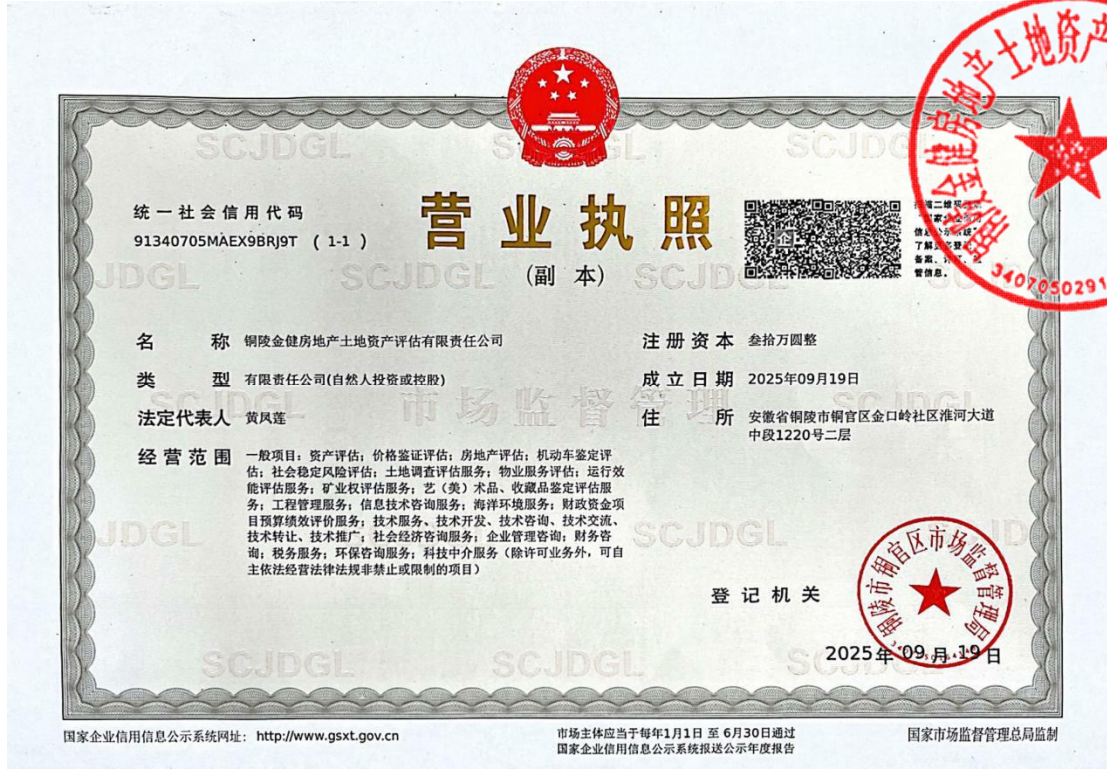 统一社会信用代码
91340705MAEX9BRJ9T （1-1）
营业执照
（副 本）
名 称 铜陵金健房地产土地资产评估有限责任公司
类 型 有限责任公司(自然人投资或控股)
法定代表人 黄凤莲
经营范围 一般项目：资产评估；价格鉴证评估；房地产评估；机动车鉴定评
估；社会稳定风险评估；土地调查评估服务；物业服务评估；运行效
能评估服务；矿业权评估服务；艺（美）术品、收藏品鉴定评估服
务；工程管理服务；信息技术咨询服务；海洋环境服务；财政资金项
目预算绩效评价服务；技术服务、技术开发、技术咨询、技术交流、
技术转让、技术推广；社会经济咨询服务；企业管理咨询；财务咨
询；税务服务；环保咨询服务；科技中介服务（除许可业务外，可自
主依法经营法律法规非禁止或限制的项目）
注册资本 叁拾万圆整
成立日期 2025年09月19日
住 所 安徽省铜陵市铜官区金口岭社区淮河大道
中段1220号二层
登记机关
铜陵市铜官区市场监督管理局
2025年 09月 19日
金健房地产土地资产
3407050291
市场监督管理
SCJDGL
国家企业信用信息公示系统网址：http://www.gsxt.gov.cn
市场主体应当于每年1月1日 至 6月30日通过
国家企业信用信息公示系统报送公示年度报告
国家市场监督管理总局监制